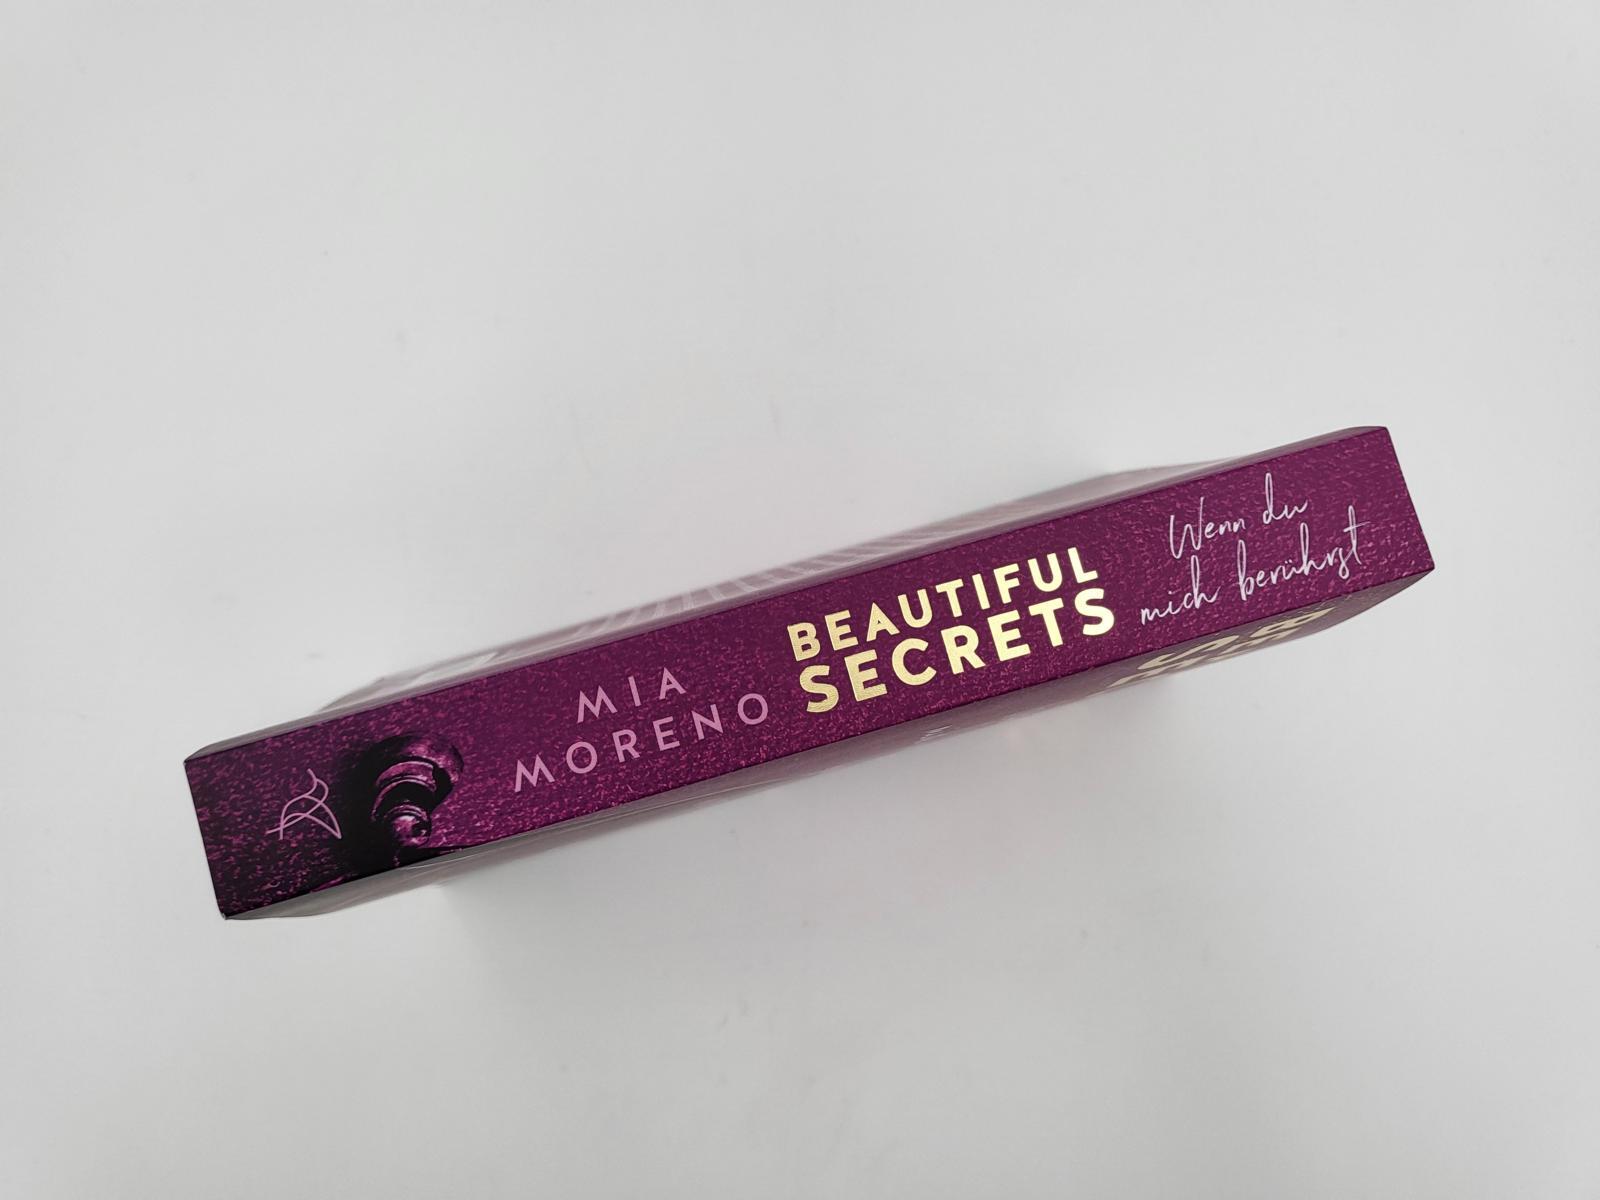 MIA
MORENO
BEAUTIFUL
SECRETS
Wenn du
mich berührst